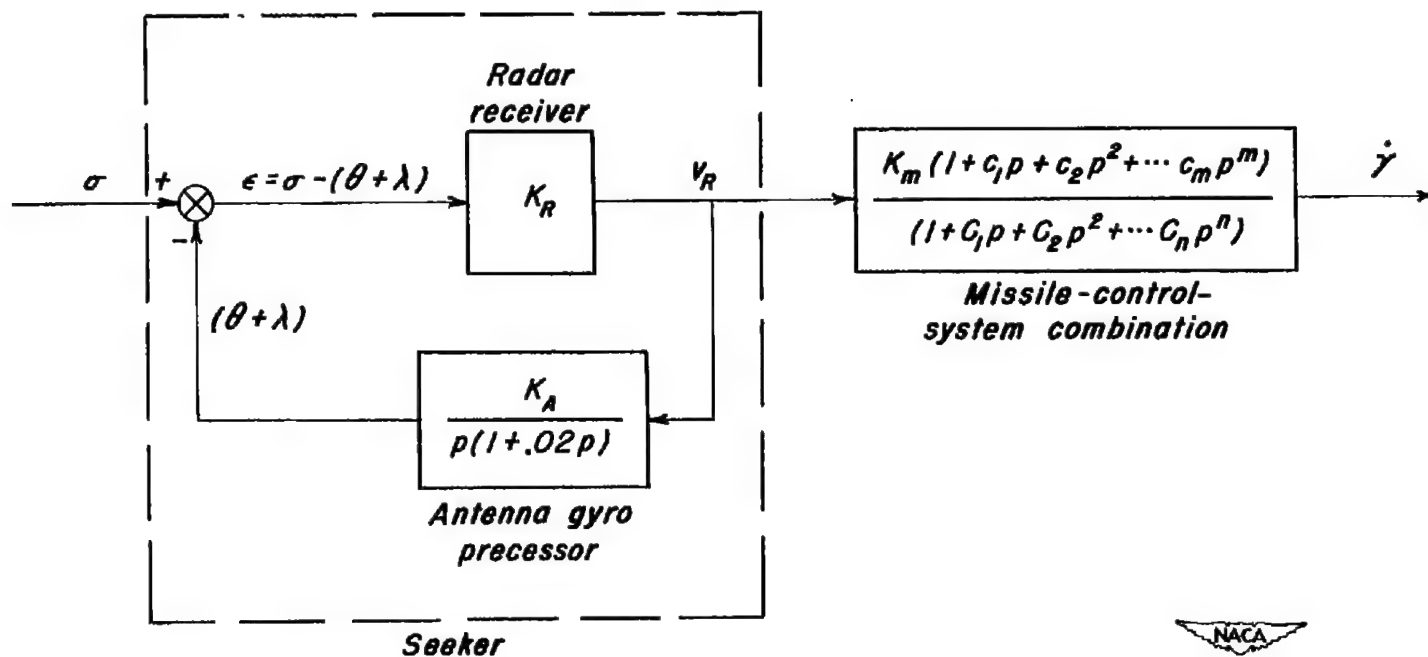 Radar
receiver
σ
+
ϵ = σ - (θ + λ)
K_R
V_R
K_m (1 + c_1 p + c_2 p^2 + ··· c_m p^m)
(1 + C_1 p + C_2 p^2 + ··· C_n p^n)
γ̇
-
(θ + λ)
Missile-control-
system combination
K_A
p(1 + .02p)
Antenna gyro
precessor
Seeker
NACA